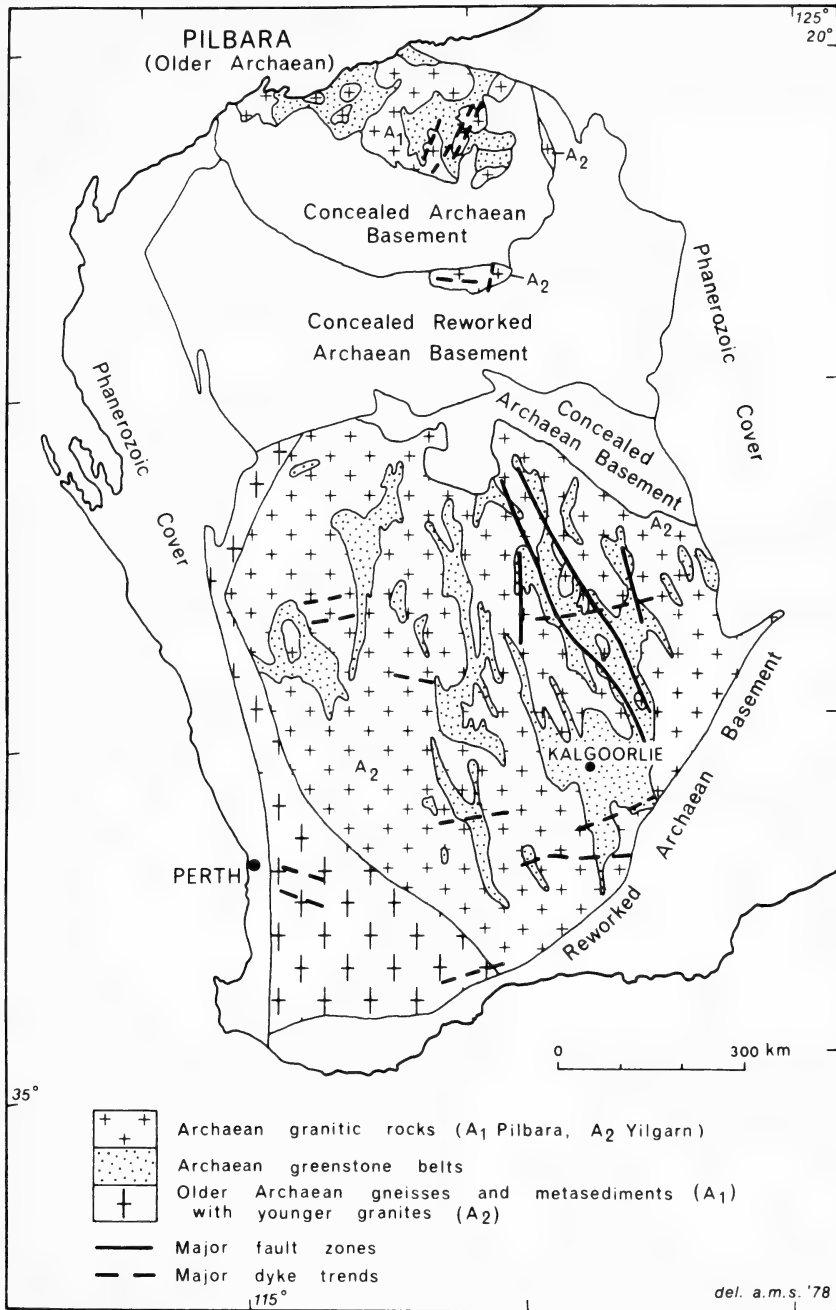 125°
20°
PILBARA
(Older Archaean)
A₁
A₂
Concealed Archaean
Basement
A₂
Concealed Reworked
Archaean Basement
Phanerozoic
Cover
Phanerozoic
Cover
Concealed
Archaean Basement
A₂
KALGOORLIE
A₂
Reworked Archaean Basement
PERTH
0 300 km
35°
Archaean granitic rocks (A₁ Pilbara, A₂ Yilgarn)
Archaean greenstone belts
Older Archaean gneisses and metasediments (A₁)
with younger granites (A₂)
Major fault zones
Major dyke trends
115°
del. a.m.s. '78